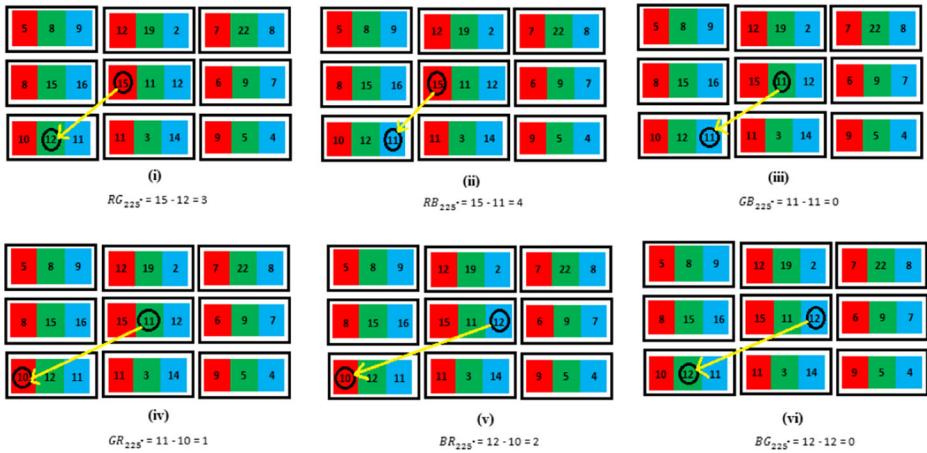 5 8 9 12 19 2 7 22 8
8 15 16 15 11 12 6 9 7
10 12 11 11 3 14 9 5 4
(i)
RG225° = 15 - 12 = 3
5 8 9 12 19 2 7 22 8
8 15 16 15 11 12 6 9 7
10 12 11 11 3 14 9 5 4
(ii)
RB225° = 15 - 11 = 4
5 8 9 12 19 2 7 22 8
8 15 16 15 11 12 6 9 7
10 12 11 11 3 14 9 5 4
(iii)
GB225° = 11 - 11 = 0
5 8 9 12 19 2 7 22 8
8 15 16 15 11 12 6 9 7
10 12 11 11 3 14 9 5 4
(iv)
GR225° = 11 - 10 = 1
5 8 9 12 19 2 7 22 8
8 15 16 15 11 12 6 9 7
10 12 11 11 3 14 9 5 4
(v)
BR225° = 12 - 10 = 2
5 8 9 12 19 2 7 22 8
8 15 16 15 11 12 6 9 7
10 12 11 11 3 14 9 5 4
(vi)
BG225° = 12 - 12 = 0